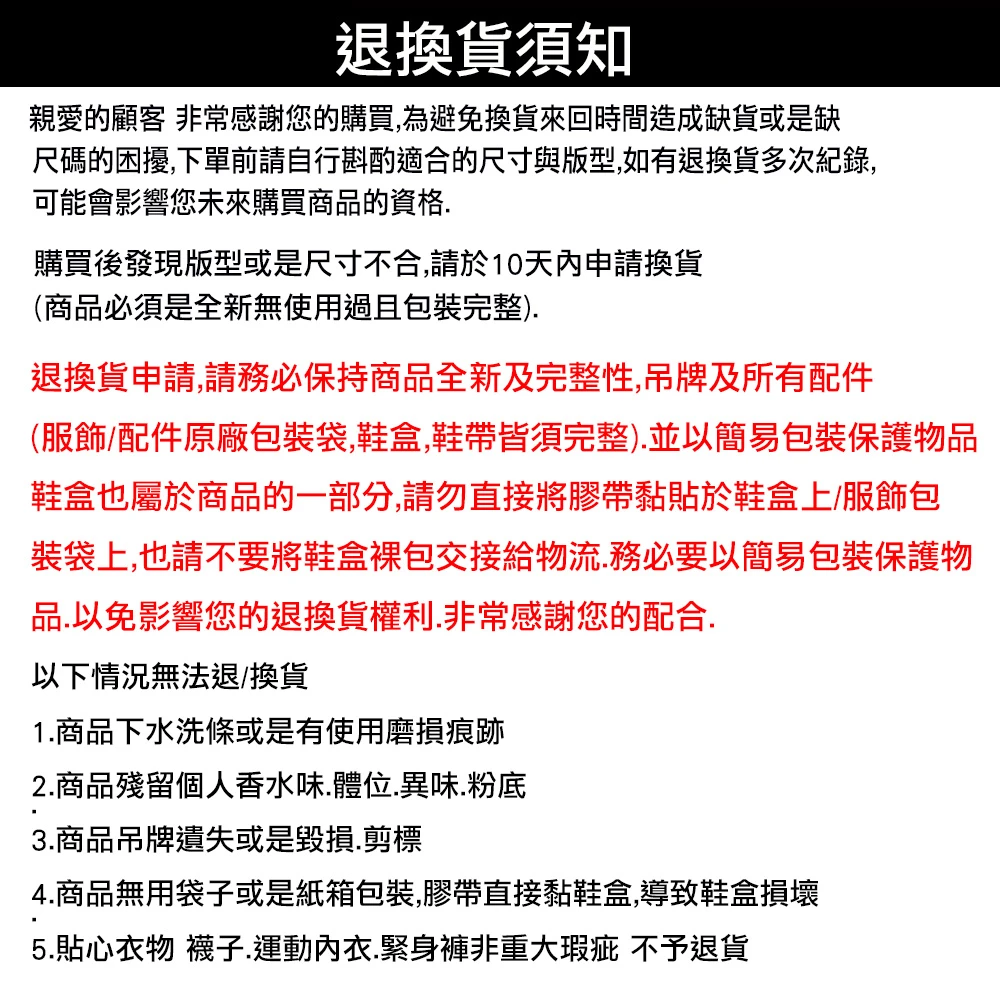 退換貨須知
親愛的顧客 非常感謝您的購買,為避免換貨來回時間造成缺貨或是缺
尺碼的困擾,下單前請自行斟酌適合的尺寸與版型,如有退換貨多次紀錄,
可能會影響您未來購買商品的資格.
購買後發現版型或是尺寸不合,請於10天內申請換貨
(商品必須是全新無使用過且包裝完整).
退換貨申請,請務必保持商品全新及完整性,吊牌及所有配件
(服飾/配件原廠包裝袋,鞋盒,鞋帶皆須完整).並以簡易包裝保護物品
鞋盒也屬於商品的一部分,請勿直接將膠帶黏貼於鞋盒上/服飾包
裝袋上,也請不要將鞋盒裸包交接給物流.務必要以簡易包裝保護物
品.以免影響您的退換貨權利.非常感謝您的配合.
以下情況無法退/換貨
1.商品下水洗條或是有使用磨損痕跡
2.商品殘留個人香水味.體位.異味.粉底
3.商品吊牌遺失或是毀損.剪標
4.商品無用袋子或是紙箱包裝,膠帶直接黏鞋盒,導致鞋盒損壞
5.貼心衣物 襪子.運動內衣.緊身褲非重大瑕疵 不予退貨